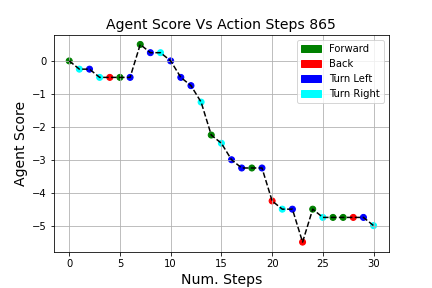 Agent Score Vs Action Steps 865
Forward
Back
Turn Left
Turn Right
0
−1
−2
−3
−4
−5
Agent Score
0 5 10 15 20 25 30
Num. Steps